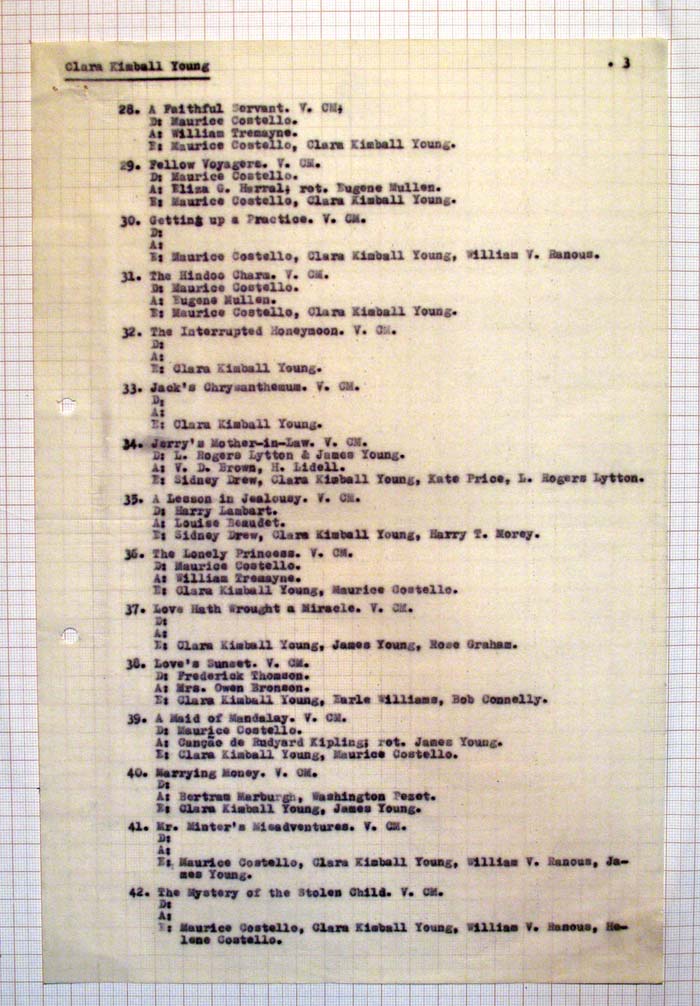 Clara Kimball Young . 3
28. A Faithful Servant. V. CM;
D: Maurice Costello.
A: William Tremayne.
E: Maurice Costello, Clara Kimball Young.
29. Fellow Voyagers. V. CM.
D: Maurice Costello.
A: Eliza G. Harral; rot. Eugene Mullen.
E: Maurice Costello, Clara Kimball Young.
30. Getting up a Practice. V. CM.
D:
A:
E: Maurice Costello, Clara Kimball Young, William V. Ranous.
31. The Hindoo Charm. V. CM.
D: Maurice Costello.
A: Eugene Mullen.
E: Maurice Costello, Clara Kimball Young.
32. The Interrupted Honeymoon. V. CM.
D:
A:
E: Clara Kimball Young.
33. Jack's Chrysanthemum. V. CM.
D:
A:
E: Clara Kimball Young.
34. Jerry's Mother-in-Law. V. CM.
D: L. Rogers Lytton & James Young.
A: V. D. Brown, H. Lidell.
E: Sidney Drew, Clara Kimball Young, Kate Price, L. Rogers Lytton.
35. A Lesson in Jealousy. V. CM.
D: Harry Lambart.
A: Louise Beaudet.
E: Sidney Drew, Clara Kimball Young, Harry T. Morey.
36. The Lonely Princess. V. CM.
D: Maurice Costello.
A: William Tremayne.
E: Clara Kimball Young, Maurice Costello.
37. Love Hath Wrought a Miracle. V. CM.
D:
A:
E: Clara Kimball Young, James Young, Rose Graham.
38. Love's Sunset. V. CM.
D: Frederick Thomson.
A: Mrs. Owen Bronson.
E: Clara Kimball Young, Earle Williams, Bob Connelly.
39. A Maid of Mandalay. V. CM.
D: Maurice Costello.
A: Canção de Rudyard Kipling; rot. James Young.
E: Clara Kimball Young, Maurice Costello.
40. Marrying Money. V. CM.
D:
A: Bertram Marburgh, Washington Pezet.
E: Clara Kimball Young, James Young.
41. Mr. Minter's Misadventures. V. CM.
D:
A:
E: Maurice Costello, Clara Kimball Young, William V. Ranous, Ja-
mes Young.
42. The Mystery of the Stolen Child. V. CM.
D:
A:
E: Maurice Costello, Clara Kimball Young, William V. Ranous, He-
lene Costello.